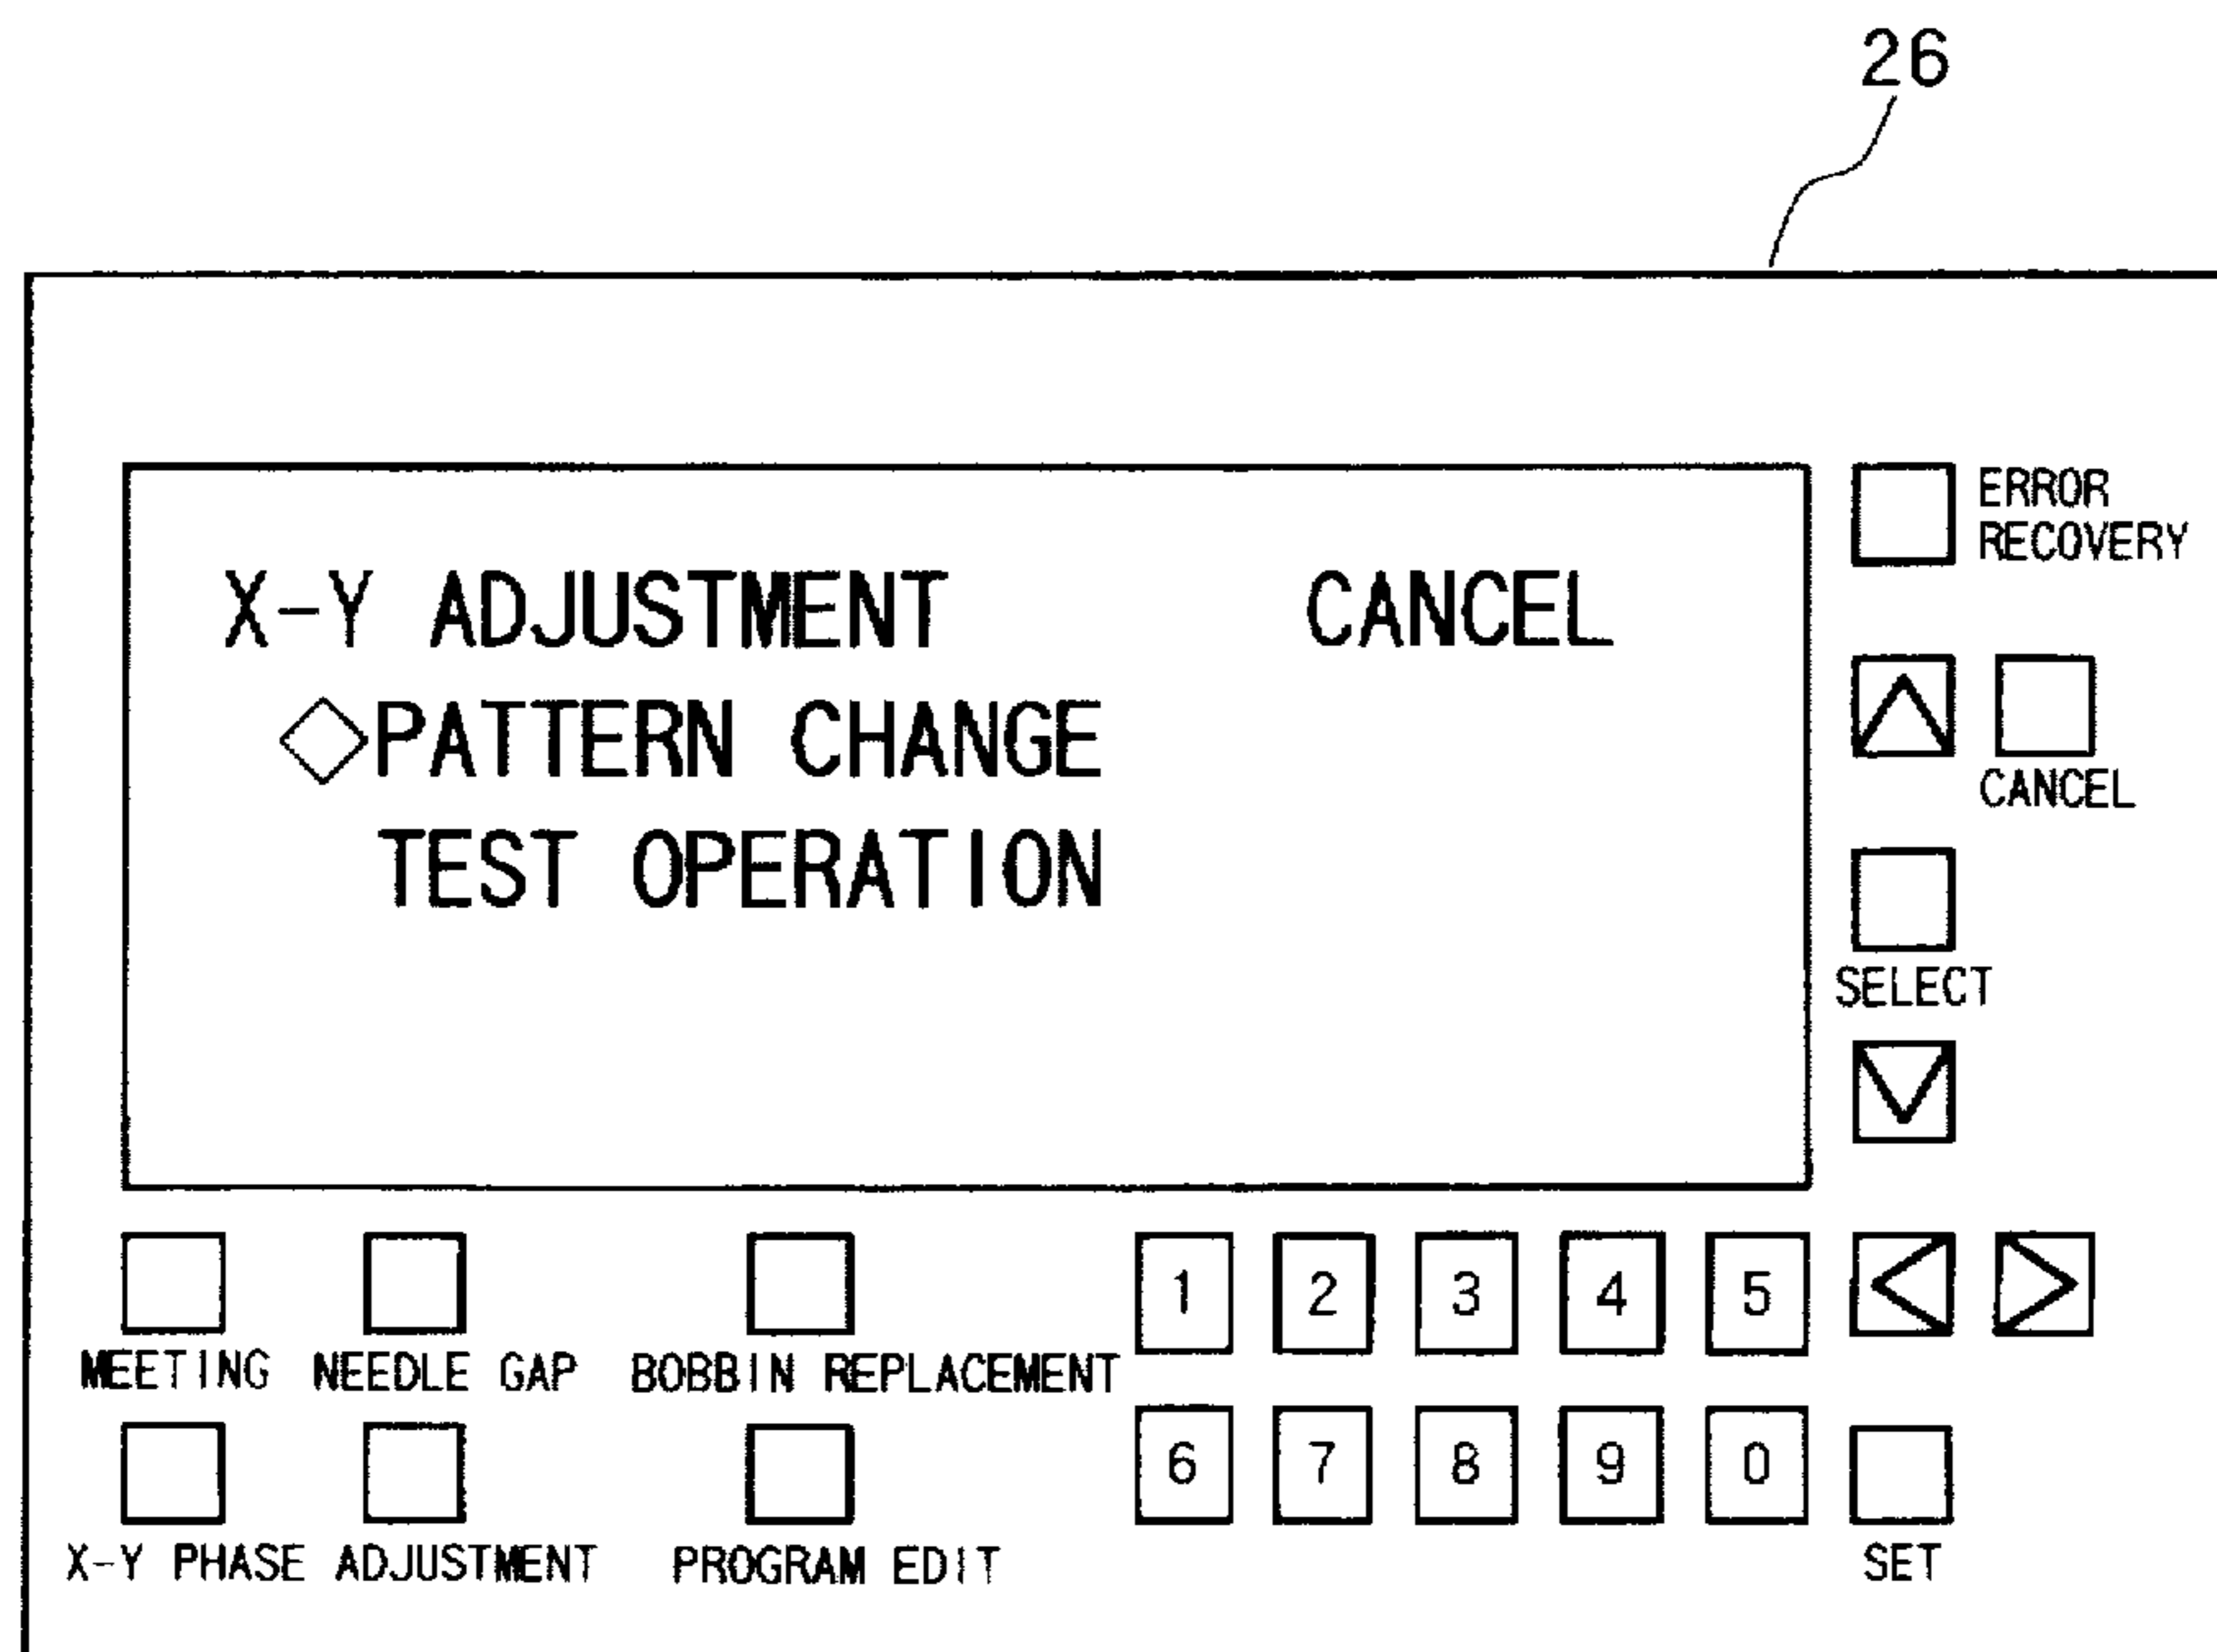 26
X-Y ADJUSTMENT CANCEL
◇PATTERN CHANGE
TEST OPERATION
ERROR
RECOVERY
CANCEL
SELECT
1 2 3 4 5
MEETING NEEDLE GAP BOBBIN REPLACEMENT
6 7 8 9 0
X-Y PHASE ADJUSTMENT PROGRAM EDIT SET